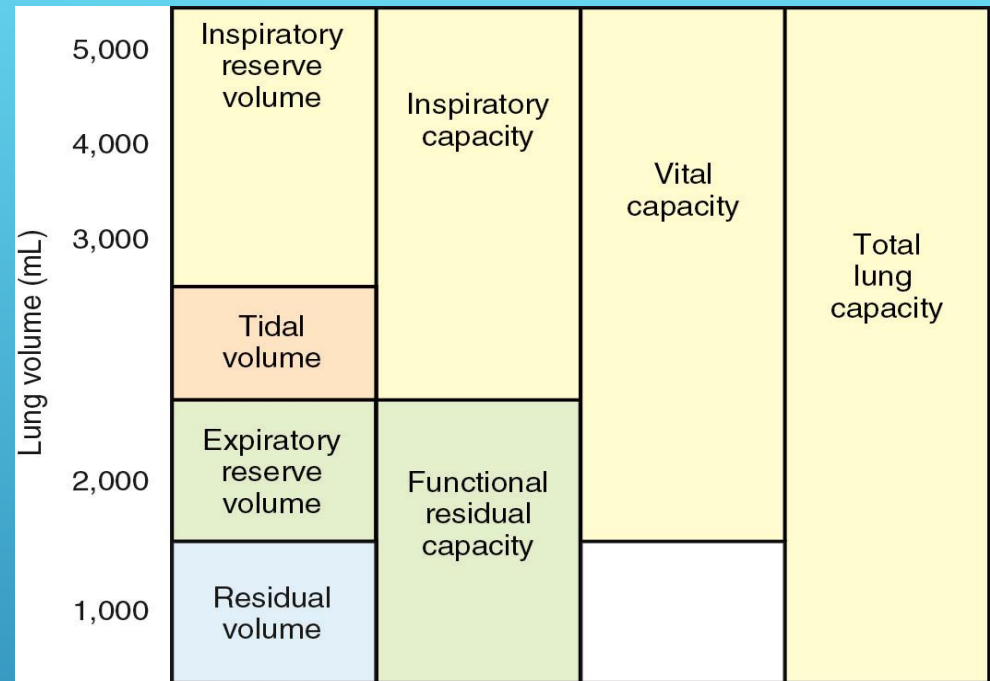 Lung volume (mL)
5,000
4,000
3,000
2,000
1,000
Inspiratory
reserve
volume
Tidal
volume
Expiratory
reserve
volume
Residual
volume
Inspiratory
capacity
Functional
residual
capacity
Vital
capacity
Total
lung
capacity